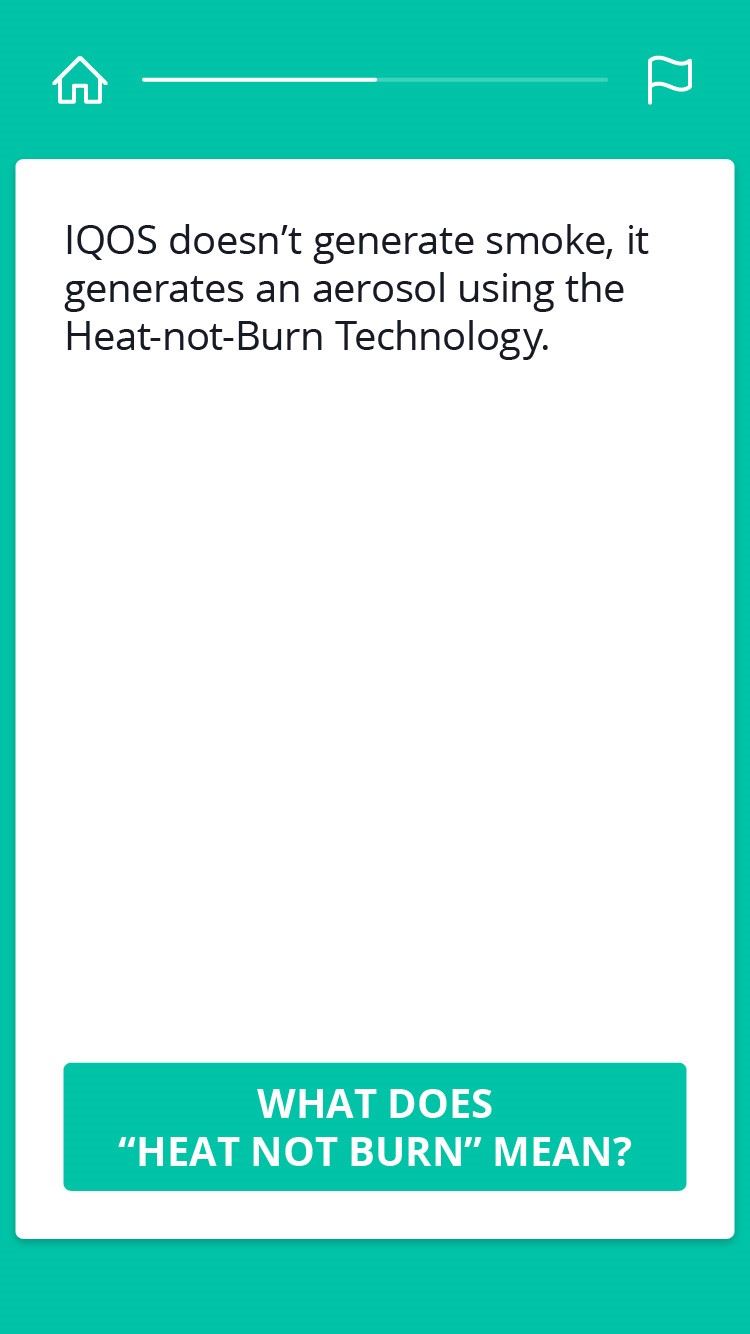 IQOS doesn’t generate smoke, it
generates an aerosol using the
Heat-not-Burn Technology.
WHAT DOES
“HEAT NOT BURN” MEAN?